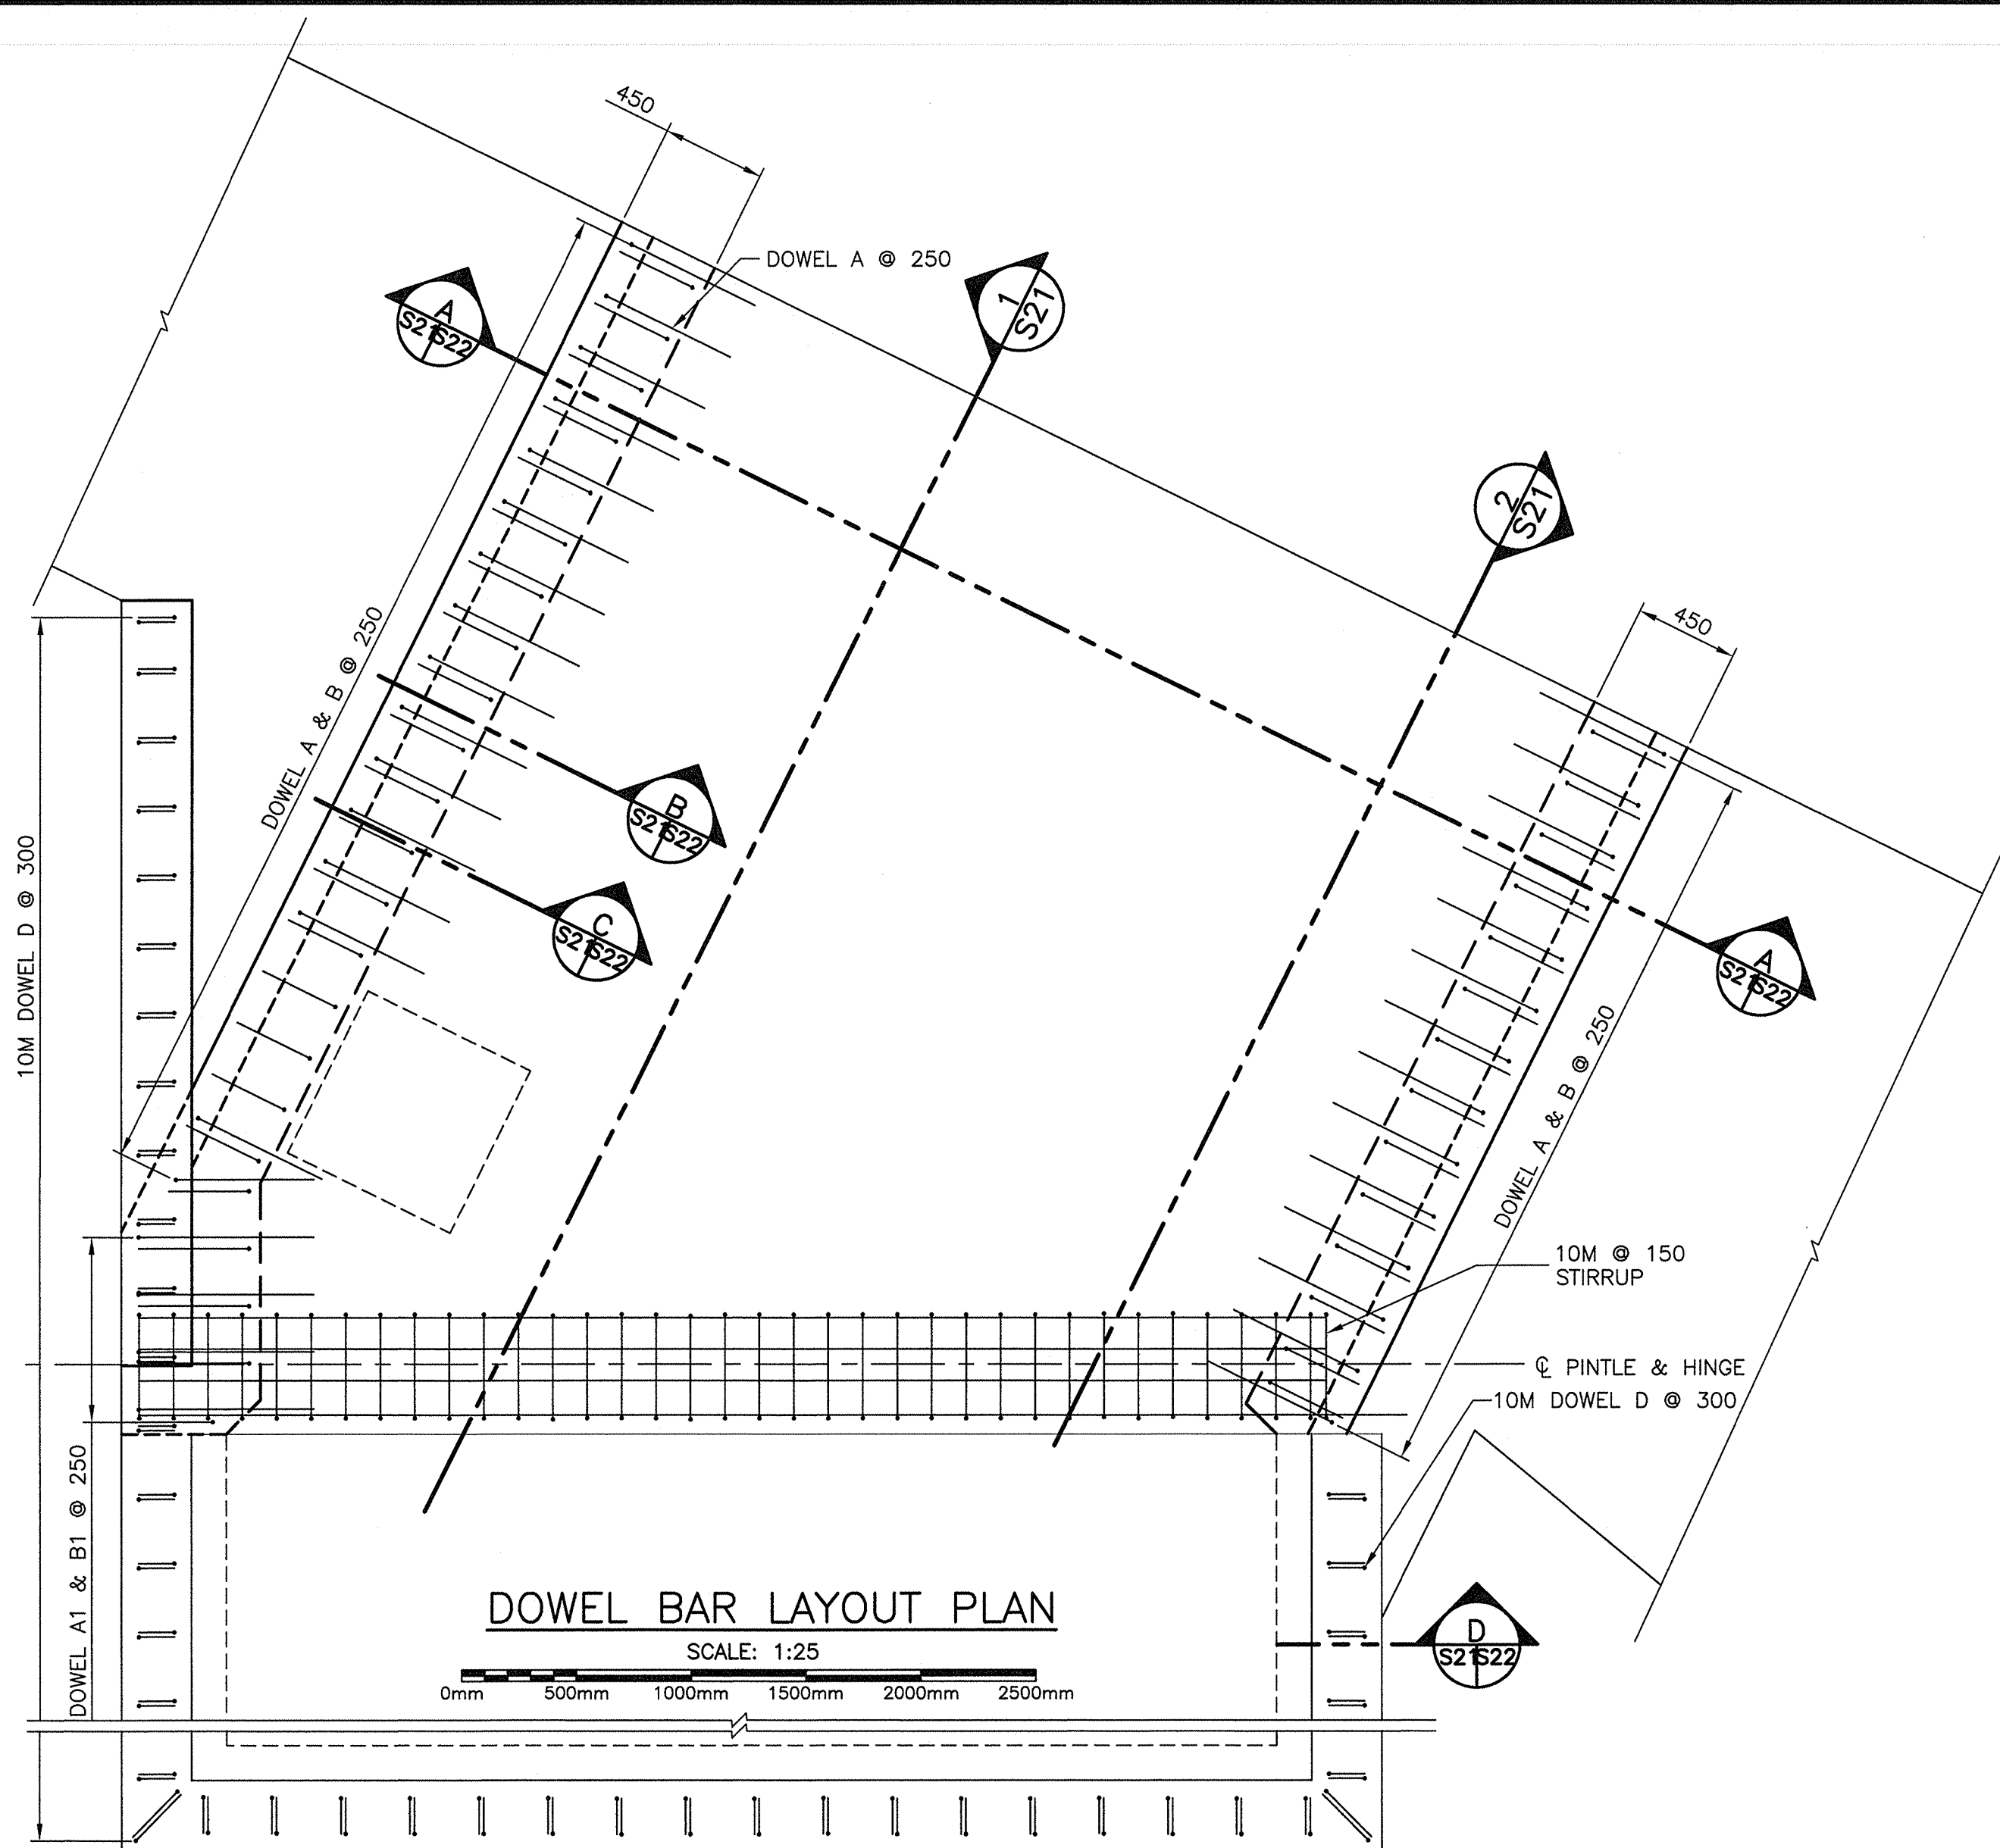 450
DOWEL A @ 250
A
S21 S22
1
S21
2
S21
450
DOWEL A & B @ 250
B
S21 S22
C
S21 S22
A
S21 S22
10M DOWEL D @ 300
DOWEL A & B @ 250
10M @ 150
STIRRUP
℄ PINTLE & HINGE
10M DOWEL D @ 300
DOWEL A1 & B1 @ 250
DOWEL BAR LAYOUT PLAN
SCALE: 1:25
0mm 500mm 1000mm 1500mm 2000mm 2500mm
D
S21 S22